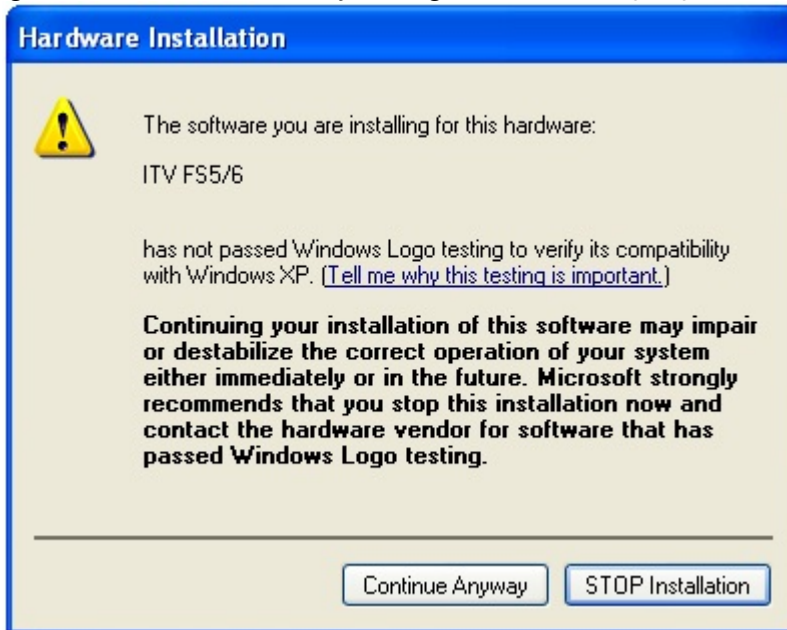 Hardware Installation
The software you are installing for this hardware:
ITV FS5/6
has not passed Windows Logo testing to verify its compatibility
with Windows XP. (Tell me why this testing is important.)
Continuing your installation of this software may impair
or destabilize the correct operation of your system
either immediately or in the future. Microsoft strongly
recommends that you stop this installation now and
contact the hardware vendor for software that has
passed Windows Logo testing.
Continue Anyway
STOP Installation